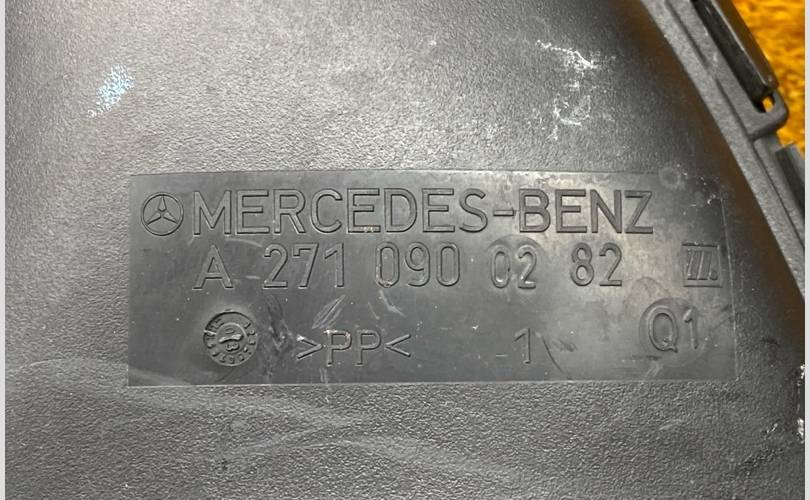 MERCEDES-BENZ
A 271 090 02 82
>PP< 1 Q1